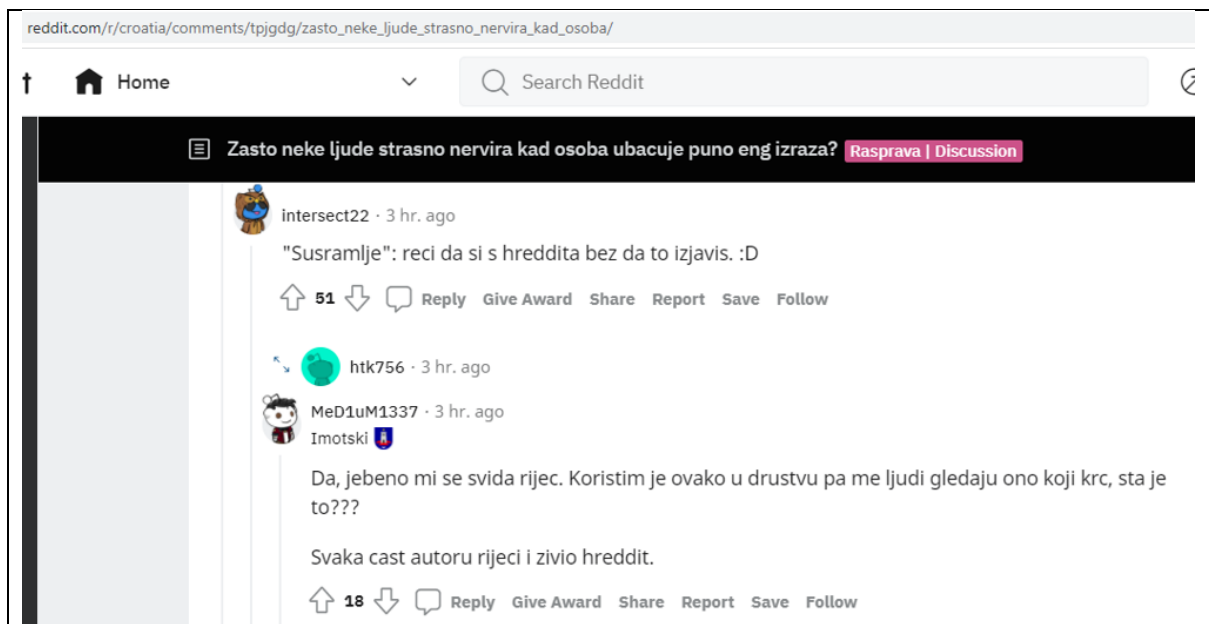 reddit.com/r/croatia/comments/tpjgdg/zasto_neke_ljude_strasno_nervira_kad_osoba/
t Home Search Reddit
Zasto neke ljude strasno nervira kad osoba ubacuje puno eng izraza? Rasprava | Discussion
intersect22 · 3 hr. ago
"Susramlje": reci da si s hreddita bez da to izjavis. :D
51 Reply Give Award Share Report Save Follow
htk756 · 3 hr. ago
MeD1uM1337 · 3 hr. ago
Imotski
Da, jebeno mi se svida rijec. Koristim je ovako u drustvu pa me ljudi gledaju ono koji krc, sta je
to???
Svaka cast autoru rijeci i zivio hreddit.
18 Reply Give Award Share Report Save Follow